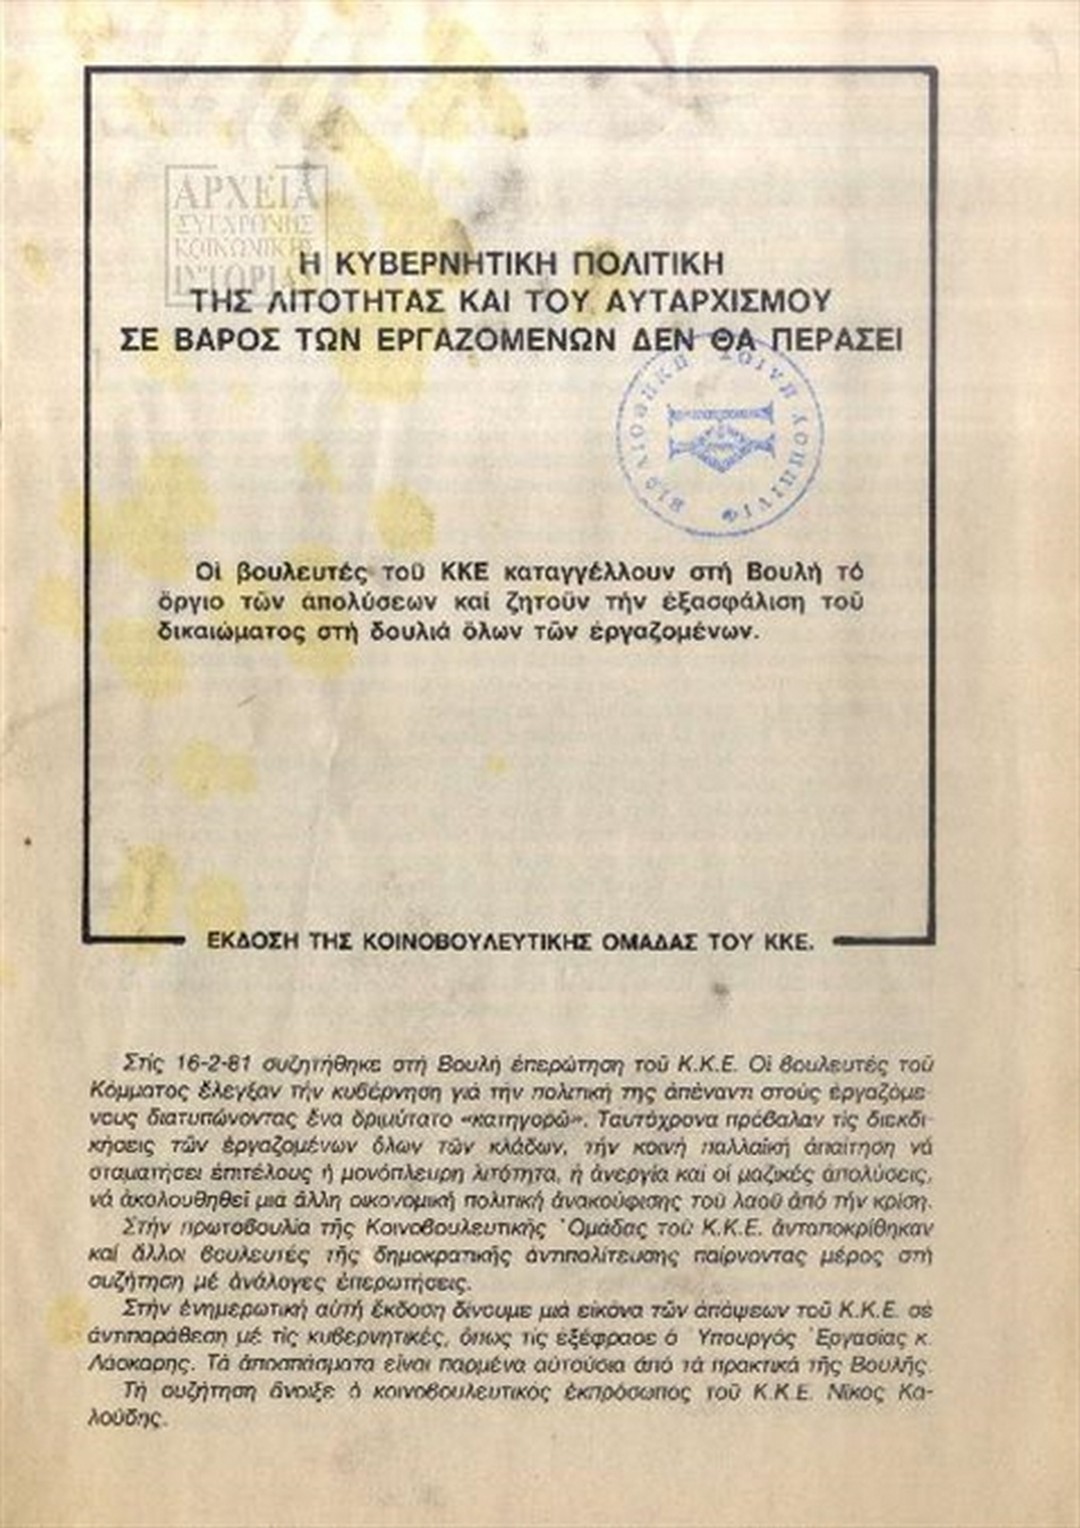 ΑΡΧΕΙΑ
ΣΥΓΧΡΟΝΗΣ
ΚΟΙΝΩΝΙΚΗΣ
ΙΣΤΟΡΙΑΣ
Η ΚΥΒΕΡΝΗΤΙΚΗ ΠΟΛΙΤΙΚΗ
ΤΗΣ ΛΙΤΟΤΗΤΑΣ ΚΑΙ ΤΟΥ ΑΥΤΑΡΧΙΣΜΟΥ
ΣΕ ΒΑΡΟΣ ΤΩΝ ΕΡΓΑΖΟΜΕΝΩΝ ΔΕΝ ΘΑ ΠΕΡΑΣΕΙ
ΒΙΒΛΙΟΘΗΚΗ ΦΙΛΙΠΠΟΥ ΗΛΙΟΥ
Οἱ βουλευτές τοῦ ΚΚΕ καταγγέλλουν στή Βουλή τό
ὄργιο τῶν ἀπολύσεων καί ζητοῦν τήν ἐξασφάλιση τοῦ
δικαιώματος στή δουλιά ὅλων τῶν ἐργαζομένων.
ΕΚΔΟΣΗ ΤΗΣ ΚΟΙΝΟΒΟΥΛΕΥΤΙΚΗΣ ΟΜΑΔΑΣ ΤΟΥ ΚΚΕ.
Στίς 16-2-81 συζητήθηκε στή Βουλή ἐπερώτηση τοῦ Κ.Κ.Ε. Οἱ βουλευτές τοῦ
Κόμματος ἔλεγξαν τήν κυβέρνηση γιά τήν πολιτική της ἀπέναντι στούς ἐργαζόμε-
νους διατυπώνοντας ἕνα δριμύτατο «κατηγορῶ». Ταυτόχρονα πρόβαλαν τίς διεκδι-
κήσεις τῶν ἐργαζομένων ὅλων τῶν κλάδων, τήν κοινή παλλαϊκή ἀπαίτηση νά
σταματήσει ἐπιτέλους ἡ μονόπλευρη λιτότητα, ἡ ἀνεργία καί οἱ μαζικές ἀπολύσεις,
νά ἀκολουθηθεῖ μιά ἄλλη οἰκονομική πολιτική ἀνακούφισης τοῦ λαοῦ ἀπό τήν κρίση.
Στήν πρωτοβουλία τῆς Κοινοβουλευτικῆς Ὁμάδας τοῦ Κ.Κ.Ε. ἀνταποκρίθηκαν
καί ἄλλοι βουλευτές τῆς δημοκρατικῆς ἀντιπολίτευσης παίρνοντας μέρος στή
συζήτηση μέ ἀνάλογες ἐπερωτήσεις.
Στήν ἐνημερωτική αὐτή ἔκδοση δίνουμε μιά εἰκόνα τῶν ἀπόψεων τοῦ Κ.Κ.Ε. σέ
ἀντιπαράθεση μέ τίς κυβερνητικές, ὅπως τίς ἐξέφρασε ὁ Ὑπουργός Ἐργασίας κ.
Λάσκαρης. Τά ἀποσπάσματα εἶναι παρμένα αὐτούσια ἀπό τά πρακτικά τῆς Βουλῆς.
Τή συζήτηση ἄνοιξε ὁ κοινοβουλευτικός ἐκπρόσωπος τοῦ Κ.Κ.Ε. Νῖκος Κα-
λούδης.